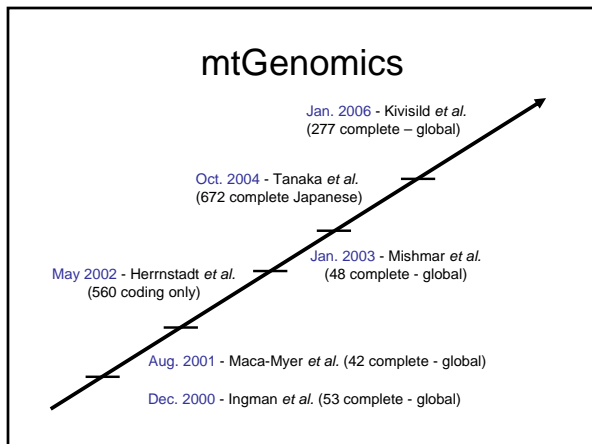 mtGenomics
Jan. 2006 - Kivisild et al.
(277 complete – global)
Oct. 2004 - Tanaka et al.
(672 complete Japanese)
Jan. 2003 - Mishmar et al.
(48 complete - global)
May 2002 - Herrnstadt et al.
(560 coding only)
Aug. 2001 - Maca-Myer et al. (42 complete - global)
Dec. 2000 - Ingman et al. (53 complete - global)